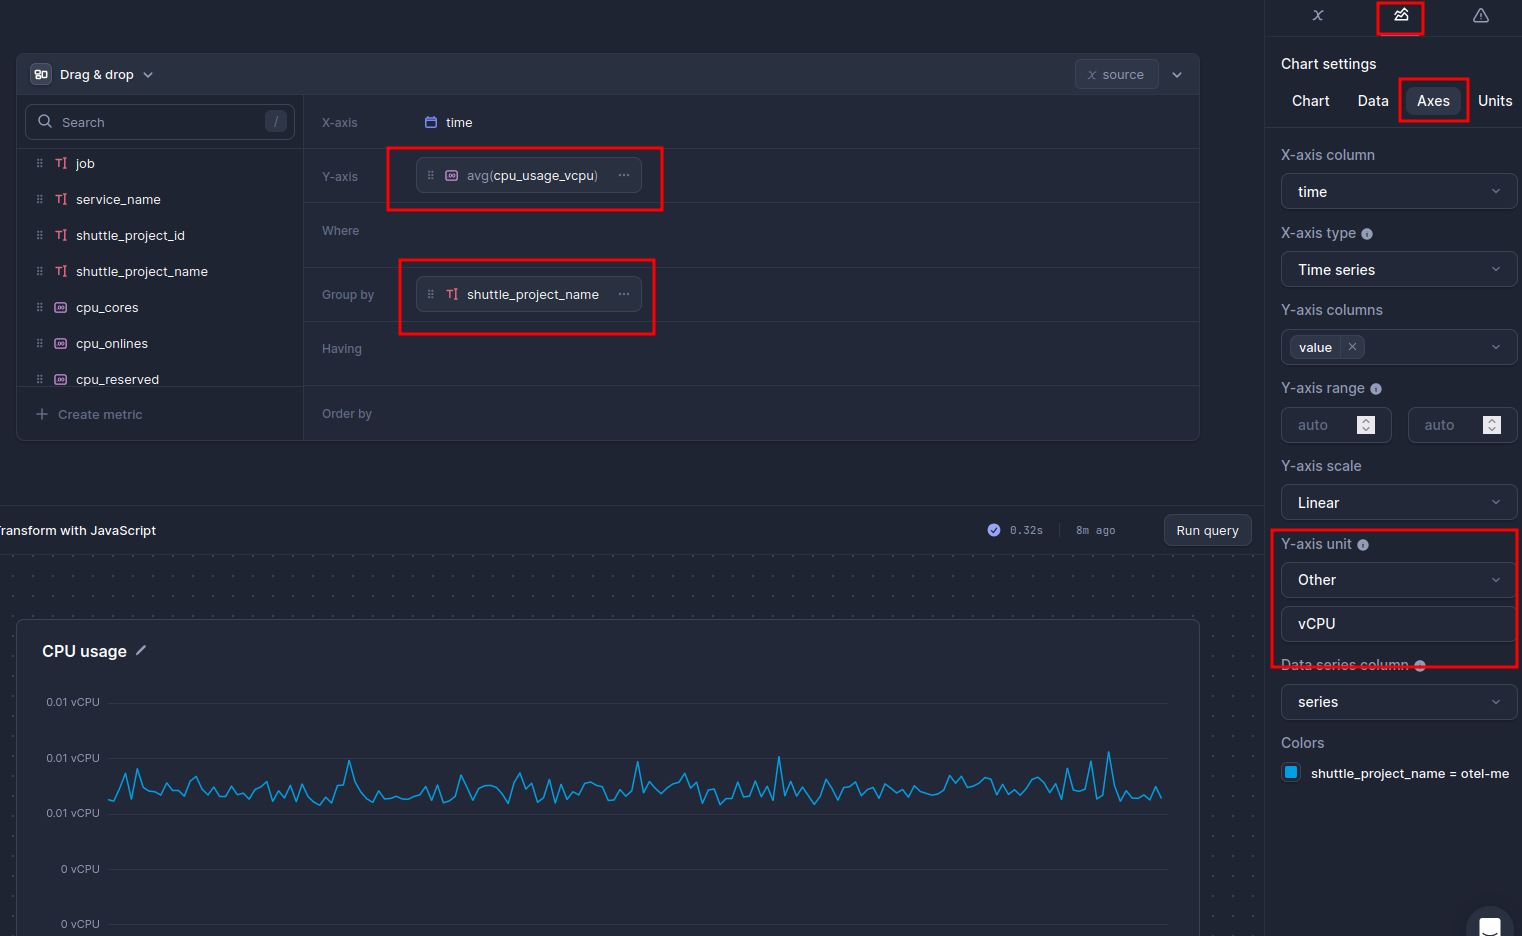 x
Chart settings
Chart Data Axes Units
Drag & drop
x source
Search /
job
service_name
shuttle_project_id
shuttle_project_name
cpu_cores
cpu_onlines
cpu_reserved
Create metric
X-axis time
Y-axis avg(cpu_usage_vcpu) ...
Where
Group by shuttle_project_name ...
Having
Order by
X-axis column
time
X-axis type
Time series
Y-axis columns
value
Y-axis range
auto auto
Y-axis scale
Linear
Y-axis unit
Other
vCPU
Data series column
series
Colors
shuttle_project_name = otel-me
ransform with JavaScript 0.32s 8m ago Run query
CPU usage
0.01 vCPU
0.01 vCPU
0.01 vCPU
0 vCPU
0 vCPU